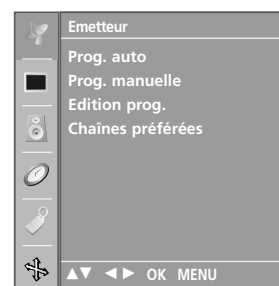 Emetteur
Prog. auto
Prog. manuelle
Edition prog.
Chaînes préférées
▲▼ ◄► OK MENU